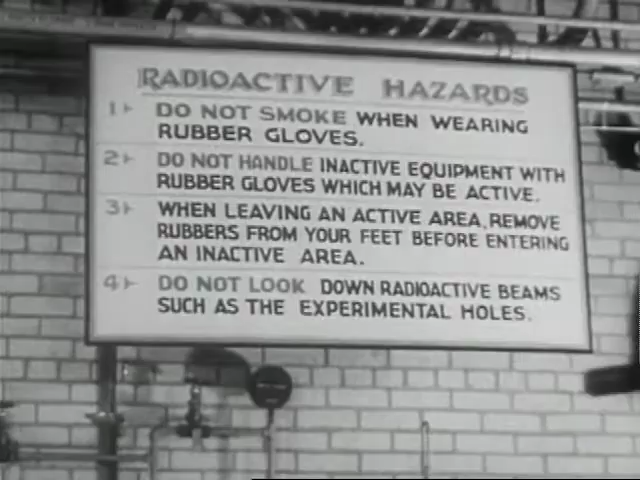 RADIOACTIVE HAZARDS
1- DO NOT SMOKE WHEN WEARING
RUBBER GLOVES.
2- DO NOT HANDLE INACTIVE EQUIPMENT WITH
RUBBER GLOVES WHICH MAY BE ACTIVE.
3- WHEN LEAVING AN ACTIVE AREA, REMOVE
RUBBERS FROM YOUR FEET BEFORE ENTERING
AN INACTIVE AREA.
4- DO NOT LOOK DOWN RADIOACTIVE BEAMS
SUCH AS THE EXPERIMENTAL HOLES.